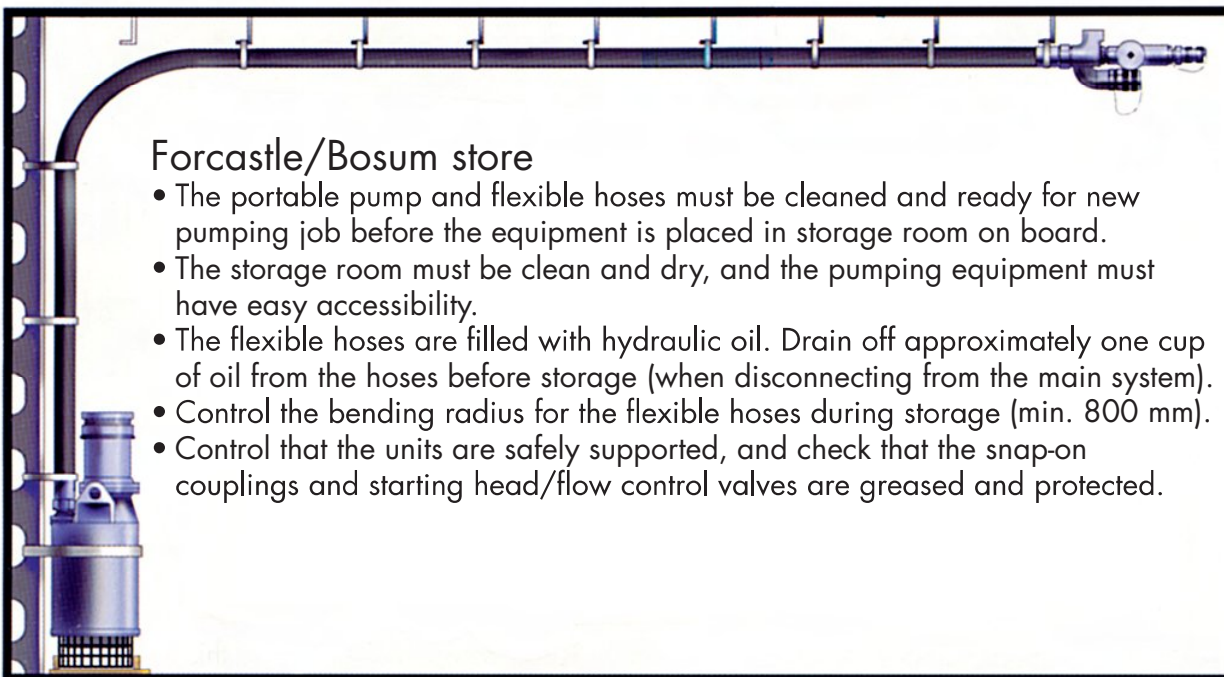 Forcastle/Bosum store
• The portable pump and flexible hoses must be cleaned and ready for new
pumping job before the equipment is placed in storage room on board.
• The storage room must be clean and dry, and the pumping equipment must
have easy accessibility.
• The flexible hoses are filled with hydraulic oil. Drain off approximately one cup
of oil from the hoses before storage (when disconnecting from the main system).
• Control the bending radius for the flexible hoses during storage (min. 800 mm).
• Control that the units are safely supported, and check that the snap-on
couplings and starting head/flow control valves are greased and protected.